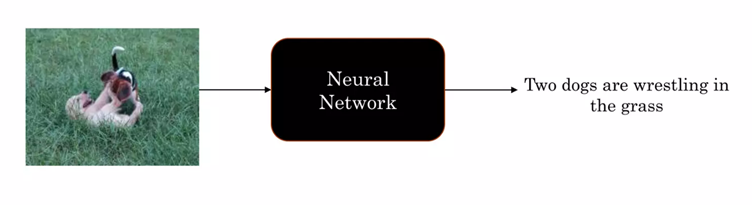 Neural
Network
Two dogs are wrestling in
the grass